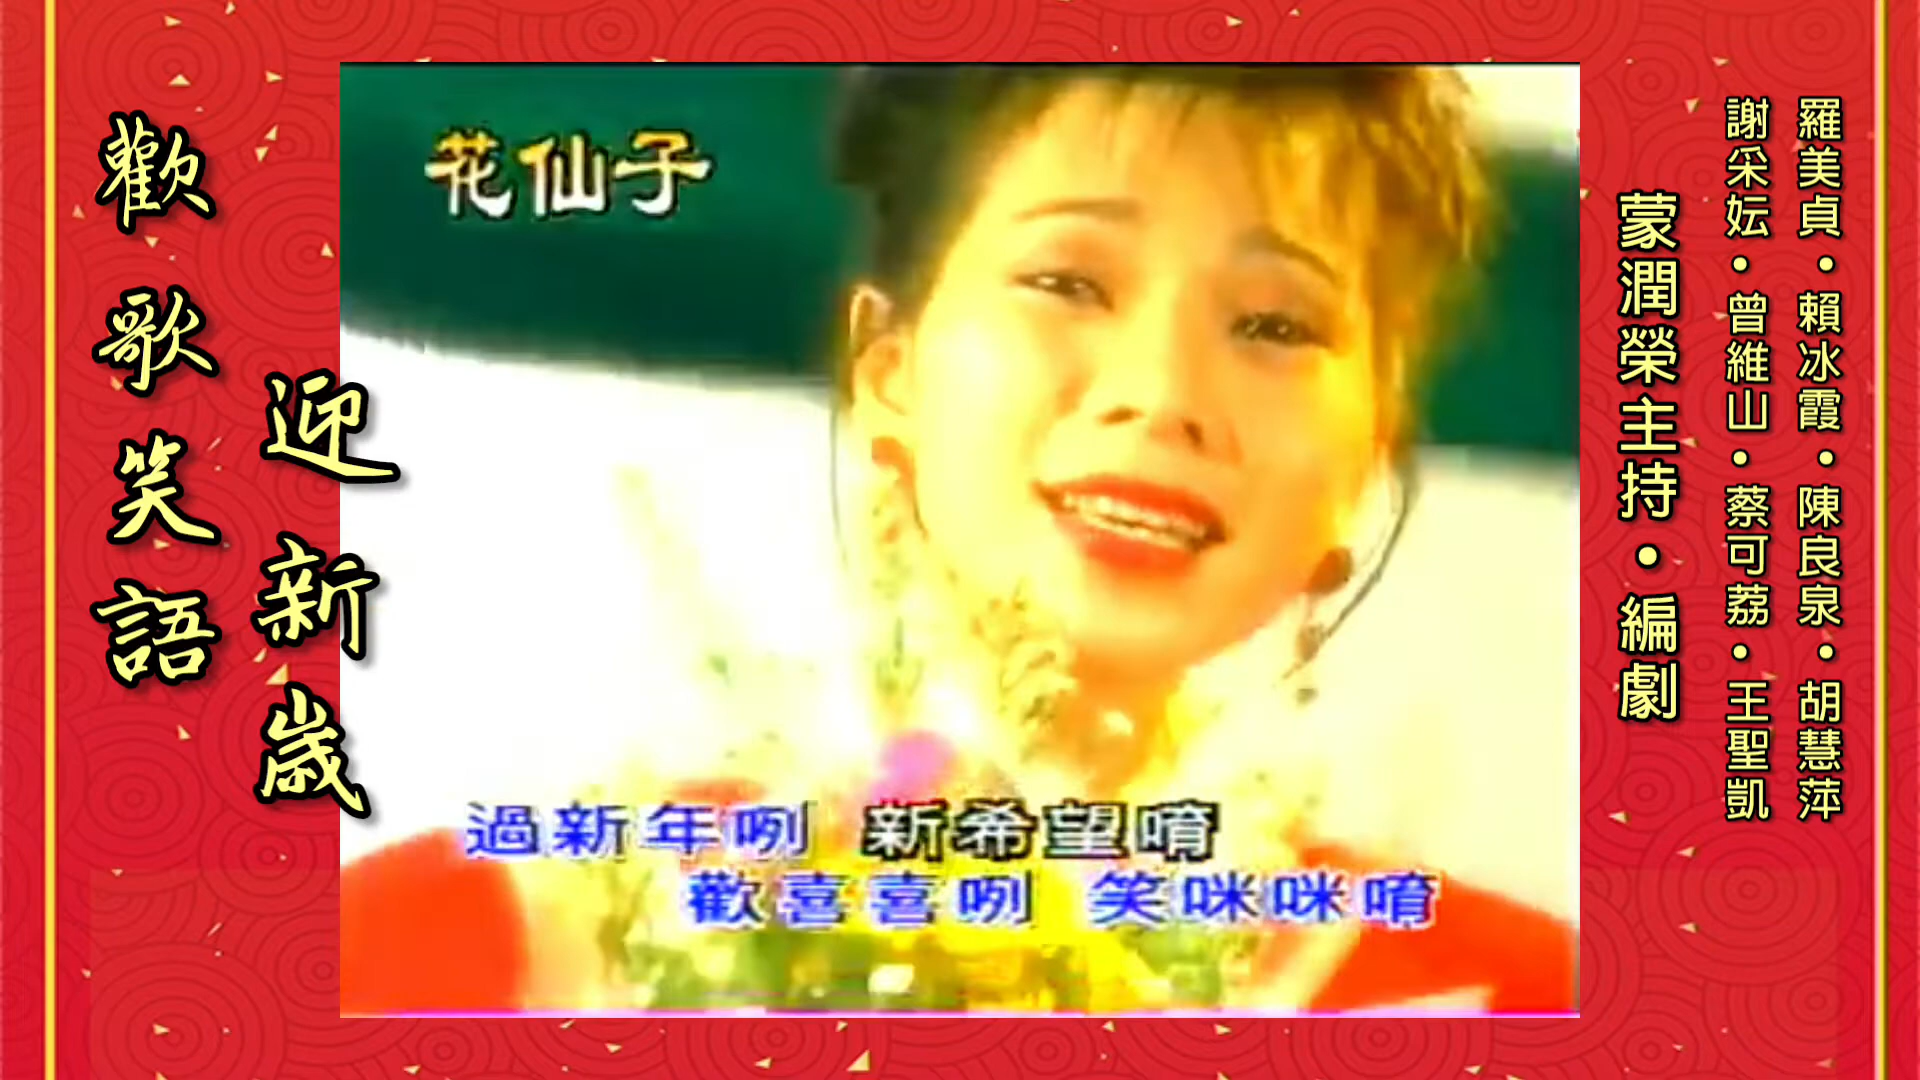 歡歌笑語
迎新歲
花仙子
過新年咧 新希望唷
歡喜喜咧 笑咪咪唷
羅美貞•賴冰霞•陳良泉•胡慧萍
謝采妘•曾維山•蔡可荔•王聖凱
蒙潤榮主持•編劇